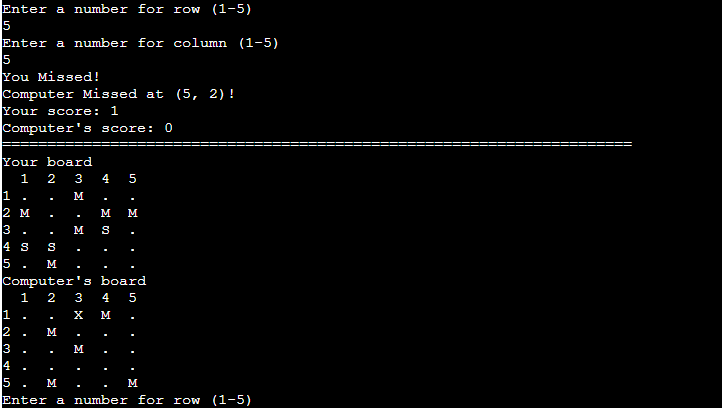 Enter a number for row (1-5)
5
Enter a number for column (1-5)
5
You Missed!
Computer Missed at (5, 2)!
Your score: 1
Computer's score: 0
======================================================================
Your board
  1 2 3 4 5
1 . . M . .
2 M . . M M
3 . . M S .
4 S S . . .
5 . M . . .
Computer's board
  1 2 3 4 5
1 . . X M .
2 . M . . .
3 . . M . .
4 . . . . .
5 . M . . M
Enter a number for row (1-5)